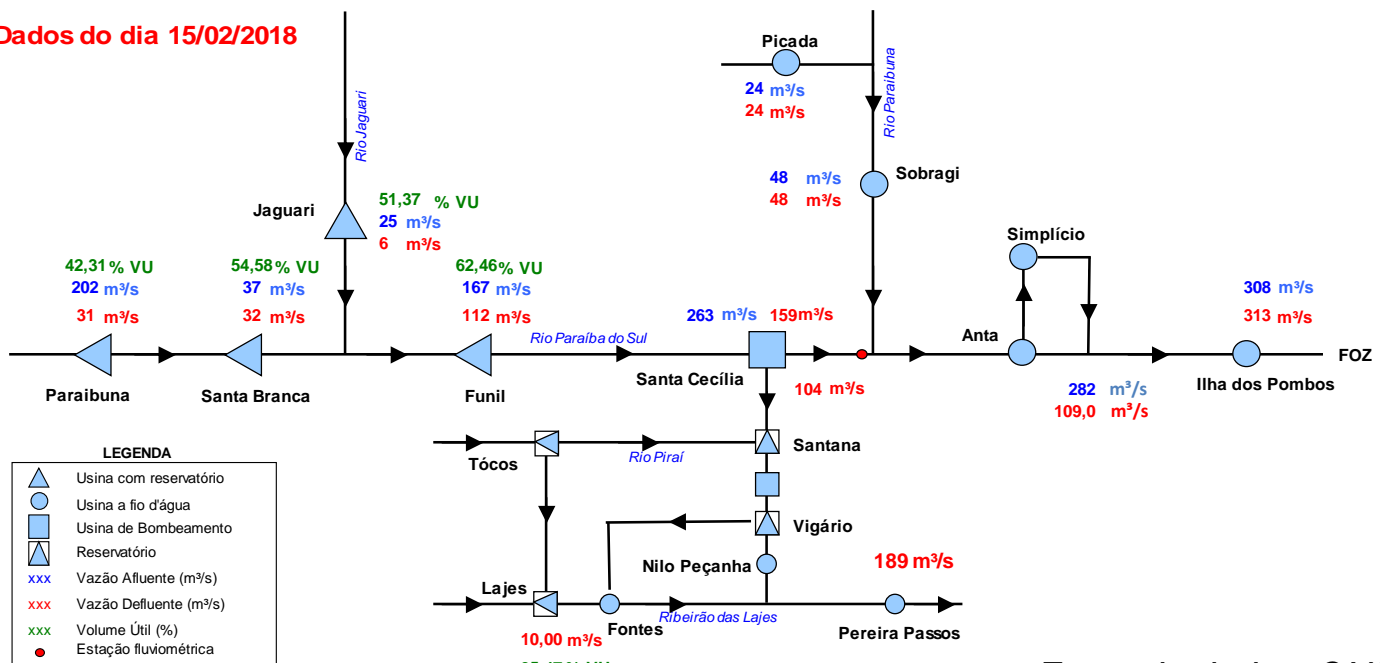 Dados do dia 15/02/2018
Picada
24 m³/s
24 m³/s
Rio Paraibuna
Rio Jaguari
Sobragi
48 m³/s
48 m³/s
Jaguari
51,37 % VU
25 m³/s
6 m³/s
Simplício
42,31 % VU
202 m³/s
31 m³/s
54,58 % VU
37 m³/s
32 m³/s
62,46 % VU
167 m³/s
112 m³/s
263 m³/s 159 m³/s
308 m³/s
313 m³/s
Rio Paraíba do Sul
Anta
FOZ
Paraibuna
Santa Branca
Funil
Santa Cecília
104 m³/s
282 m³/s
109,0 m³/s
Ilha dos Pombos
LEGENDA
Usina com reservatório
Usina a fio d'água
Usina de Bombeamento
Reservatório
xxx Vazão Afluente (m³/s)
xxx Vazão Defluente (m³/s)
xxx Volume Útil (%)
Estação fluviométrica
Tócos
Rio Piraí
Santana
Vigário
Nilo Peçanha
189 m³/s
Lajes
Fontes
Ribeirão das Lajes
Pereira Passos
10,00 m³/s